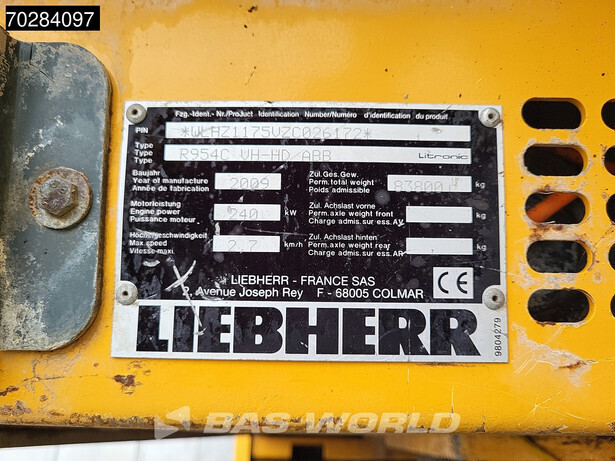 70284097
Fzg.-Ident.- Nr./Product Identification Number/Numéro d'identification du produit
PIN *WLHZ1175VZC026172*
Type
Type R954C VH-HD/ABR Litronic
Type
Baujahr
Year of manufacture 2009
Année de fabrication
Zul.Ges.Gew.
Perm.total weight 83800 kg
Poids admissible
Motorleistung
Engine power 240 kW
Puissance moteur
Zul. Achslast vorne
Perm.axle weight front kg
Charge admis.sur ess.AV
Höchstgeschwindigkeit
Max.speed 2,7 km/h
Vitesse-maxi.
Zul. Achslast hinten
Perm.axle weight rear kg
Charge admis.sur ess.AR
LIEBHERR - FRANCE SAS
2, Avenue Joseph Rey F - 68005 COLMAR
CE
LIEBHERR
9804279
BAS WORLD